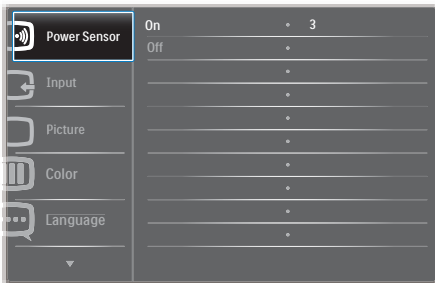 Power Sensor
On 3
Off
Input
Picture
Color
Language